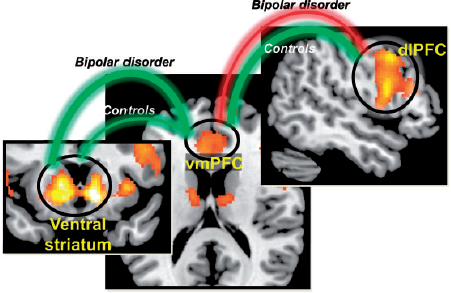 Bipolar disorder
Controls
dlPFC
Bipolar disorder
Controls
vmPFC
Ventral
striatum